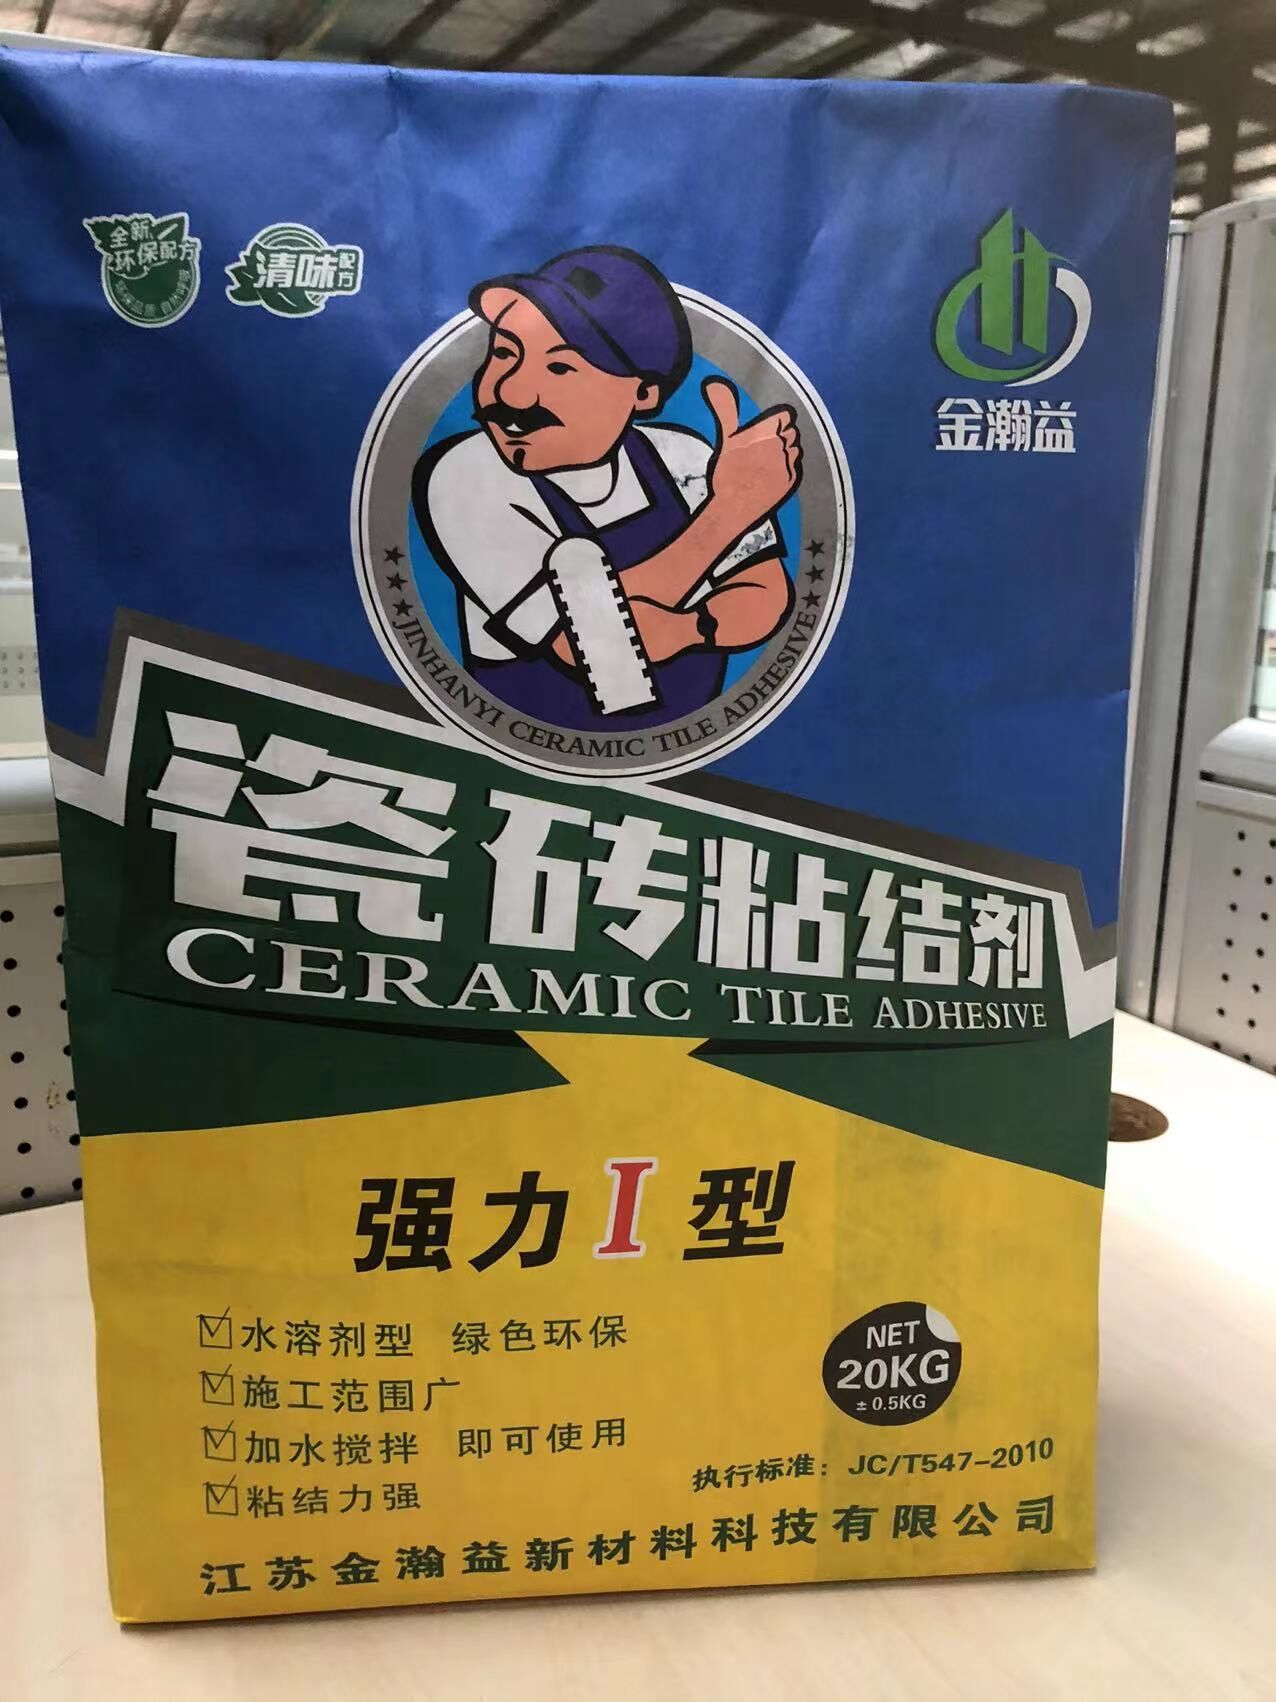 全新
环保配方
清味配方
金瀚益
★★★JINHANYI CERAMIC TILE ADHESIVE★★★
瓷砖粘结剂
CERAMIC TILE ADHESIVE
强力I型
水溶剂型 绿色环保
施工范围广
加水搅拌 即可使用
粘结力强
NET
20KG
± 0.5KG
执行标准：JC/T547-2010
江苏金瀚益新材料科技有限公司